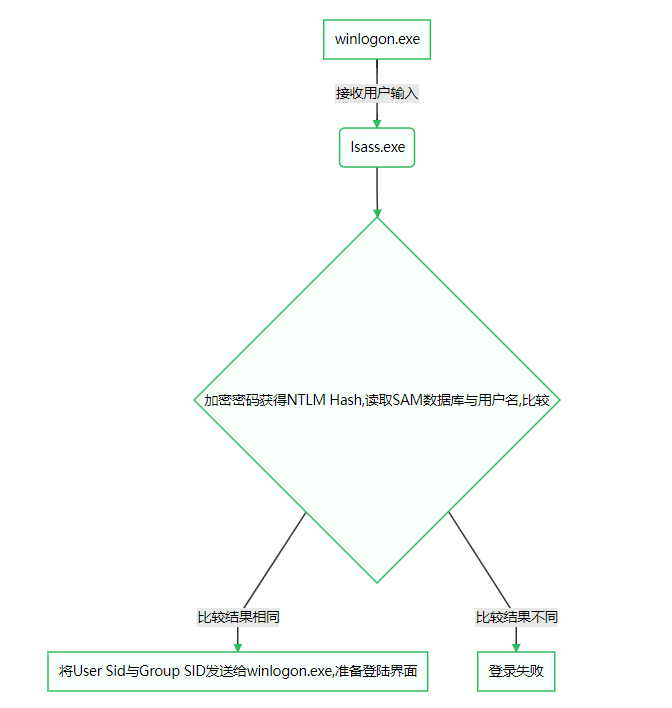 winlogon.exe
接收用户输入
lsass.exe
加密密码获得NTLM Hash,读取SAM数据库与用户名,比较
比较结果相同
比较结果不同
将User Sid与Group SID发送给winlogon.exe,准备登陆界面
登录失败